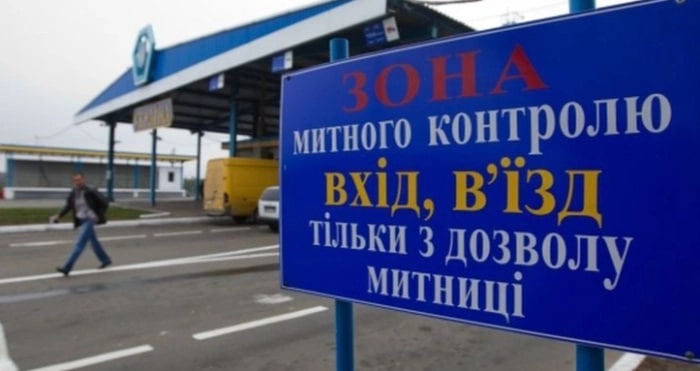 ЗОНА
МИТНОГО КОНТРОЛЮ
ВХІД, В’ЇЗД
ТІЛЬКИ З ДОЗВОЛУ
МИТНИЦІ